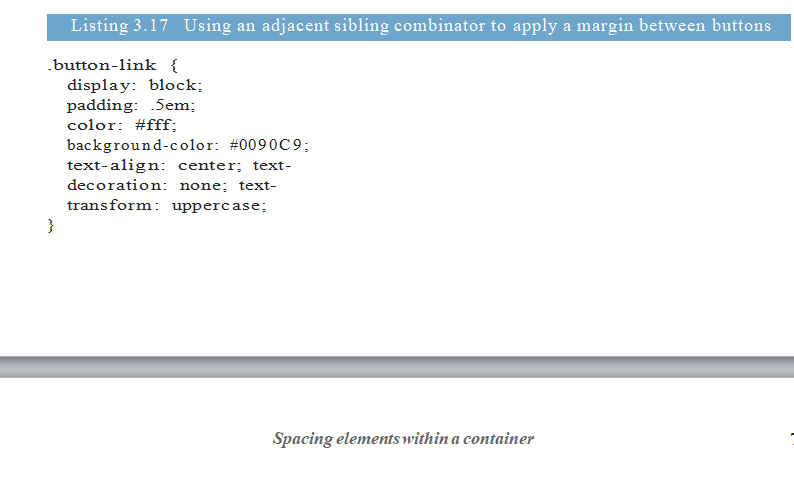 Listing 3.17 Using an adjacent sibling combinator to apply a margin between buttons
.button-link {
display: block;
padding: .5em;
color: #fff;
background-color: #0090C9;
text-align: center; text-
decoration: none; text-
transform: uppercase;
}
Spacing elements within a container